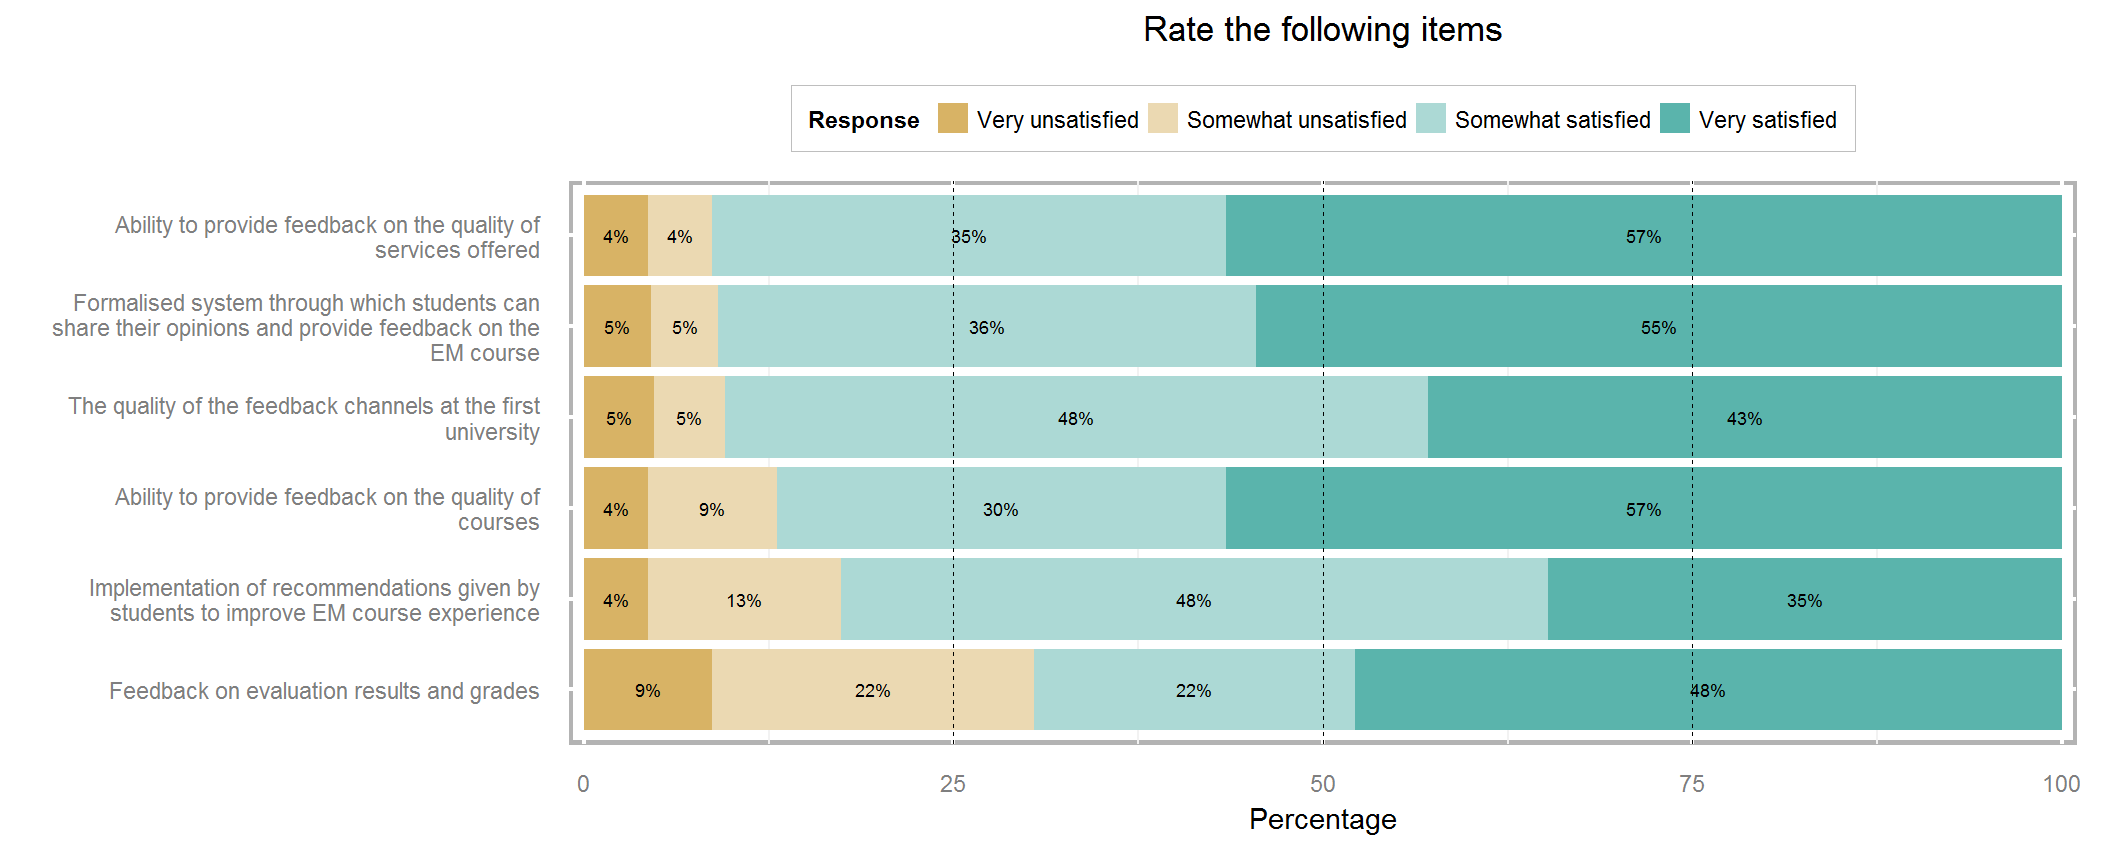 Rate the following items
Response Very unsatisfied Somewhat unsatisfied Somewhat satisfied Very satisfied
Ability to provide feedback on the quality of
services offered
4% 4% 35% 57%
Formalised system through which students can
share their opinions and provide feedback on the
EM course
5% 5% 36% 55%
The quality of the feedback channels at the first
university
5% 5% 48% 43%
Ability to provide feedback on the quality of
courses
4% 9% 30% 57%
Implementation of recommendations given by
students to improve EM course experience
4% 13% 48% 35%
Feedback on evaluation results and grades
9% 22% 22% 48%
0 25 50 75 100
Percentage